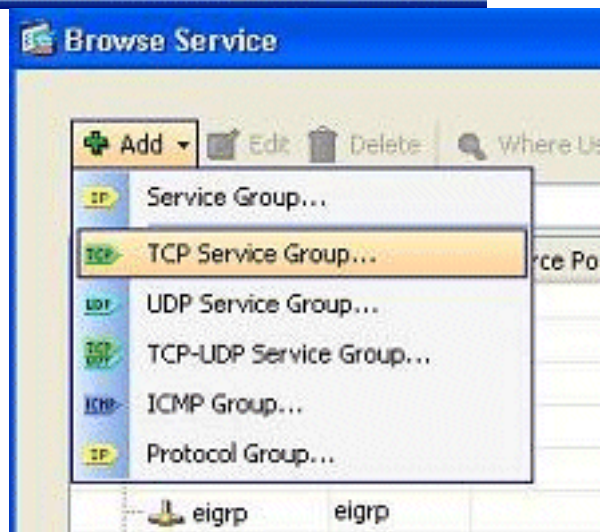 Browse Service
Add Edit Delete Where Us
IP Service Group...
TCP TCP Service Group...
rce Po
UDP UDP Service Group...
TCP UDP TCP-UDP Service Group...
ICMP ICMP Group...
IP Protocol Group...
eigrp eigrp